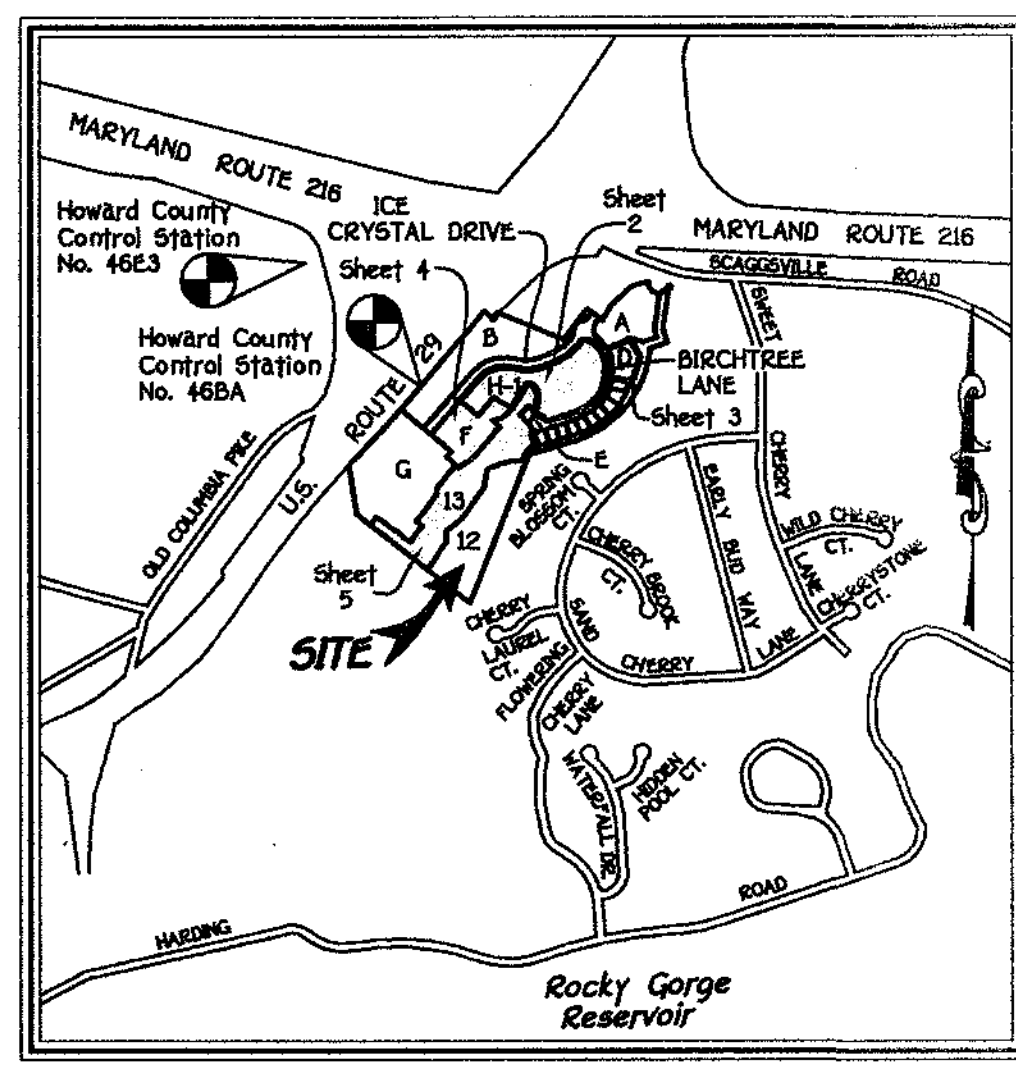 MARYLAND ROUTE 216
Howard County
Control Station
No. 46E3
ICE
CRYSTAL DRIVE
Sheet
2
MARYLAND ROUTE 216
SCAGGSVILLE ROAD
Sheet 4
Howard County
Control Station
No. 46BA
U.S. ROUTE 29
B
A
D
BIRCHTREE
LANE
H-1
Sheet 3
F
E
G
13
12
OLD COLUMBIA PIKE
SWEET CHERRY LANE
SPRING
BLOSSOM
CT.
EARLY BUD WAY
WILD CHERRY
CT.
CHERRYSTONE
CT.
CHERRY BROOK
CT.
Sheet
5
SITE
CHERRY
LAUREL
CT.
SAND CHERRY LANE
FLOWERING
CHERRY
LANE
WATERFALL DR.
HIDDEN
POOL CT.
HARDING ROAD
Rocky Gorge
Reservoir